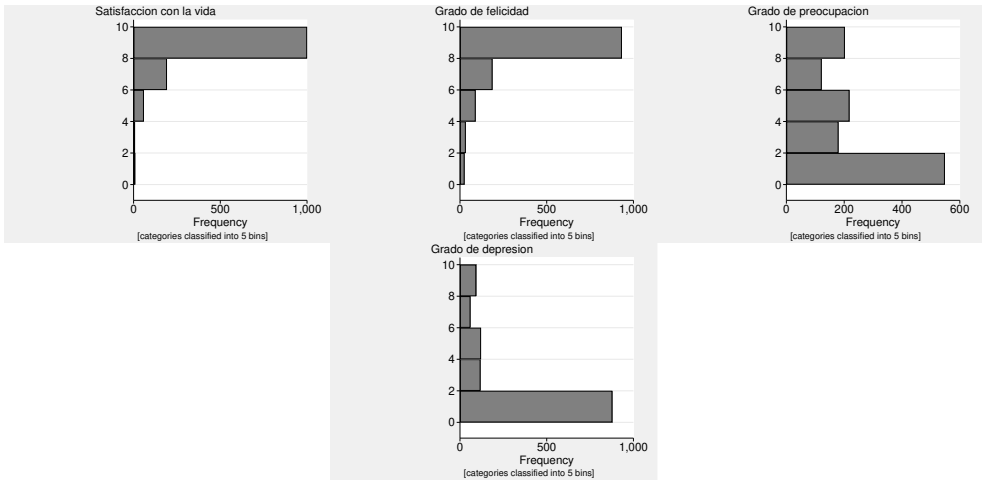 Satisfaccion con la vida
10
8
6
4
2
0
0 500 1,000
Frequency
[categories classified into 5 bins]
Grado de felicidad
10
8
6
4
2
0
0 500 1,000
Frequency
[categories classified into 5 bins]
Grado de preocupacion
10
8
6
4
2
0
0 200 400 600
Frequency
[categories classified into 5 bins]
Grado de depresion
10
8
6
4
2
0
0 500 1,000
Frequency
[categories classified into 5 bins]